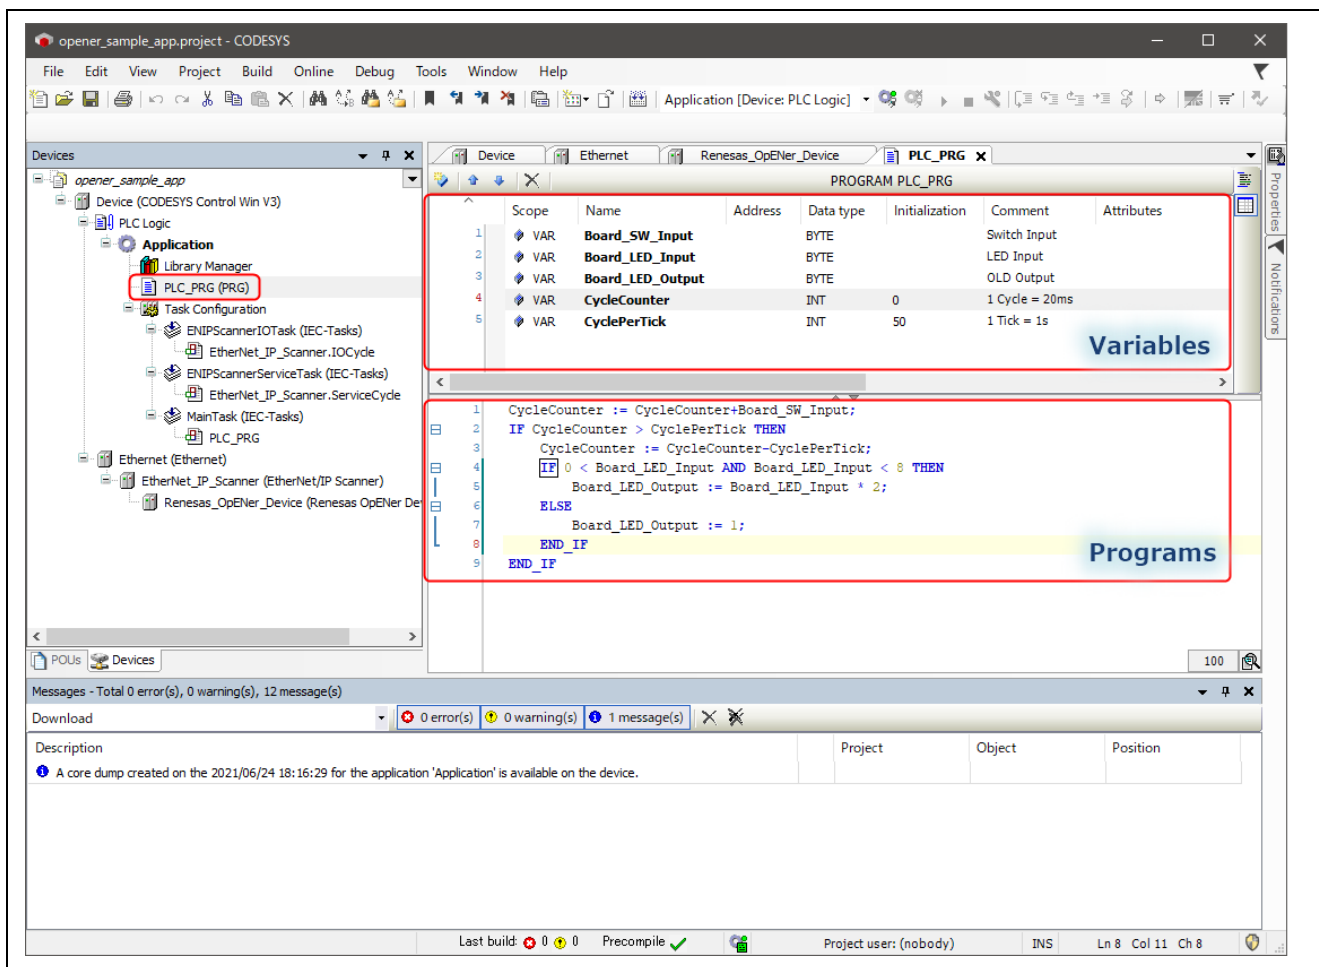 opener_sample_app.project - CODESYS
File Edit View Project Build Online Debug Tools Window Help
Application [Device: PLC Logic]
Devices
Device Ethernet Renesas_OpENer_Device PLC_PRG
opener_sample_app
Device (CODESYS Control Win V3)
PLC Logic
Application
Library Manager
PLC_PRG (PRG)
Task Configuration
ENIPScannerIOTask (IEC-Tasks)
EtherNet_IP_Scanner.IOCycle
ENIPScannerServiceTask (IEC-Tasks)
EtherNet_IP_Scanner.ServiceCycle
MainTask (IEC-Tasks)
PLC_PRG
Ethernet (Ethernet)
EtherNet_IP_Scanner (EtherNet/IP Scanner)
Renesas_OpENer_Device (Renesas OpENer De
POUs Devices
PROGRAM PLC_PRG
Scope Name Address Data type Initialization Comment Attributes
1 VAR Board_SW_Input BYTE Switch Input
2 VAR Board_LED_Input BYTE LED Input
3 VAR Board_LED_Output BYTE OLD Output
4 VAR CycleCounter INT 0 1 Cycle = 20ms
5 VAR CyclePerTick INT 50 1 Tick = 1s
Variables
1 CycleCounter := CycleCounter+Board_SW_Input;
2 IF CycleCounter > CyclePerTick THEN
3 CycleCounter := CycleCounter-CyclePerTick;
4 IF 0 < Board_LED_Input AND Board_LED_Input < 8 THEN
5 Board_LED_Output := Board_LED_Input * 2;
6 ELSE
7 Board_LED_Output := 1;
8 END_IF
9 END_IF
Programs
100
Properties
Notifications
Messages - Total 0 error(s), 0 warning(s), 12 message(s)
Download 0 error(s) 0 warning(s) 1 message(s)
Description Project Object Position
A core dump created on the 2021/06/24 18:16:29 for the application 'Application' is available on the device.
Last build: 0 0 Precompile Project user: (nobody) INS Ln 8 Col 11 Ch 8